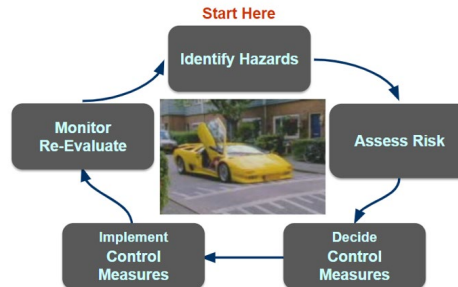 Start Here
Identify Hazards
Assess Risk
Decide
Control
Measures
Implement
Control
Measures
Monitor
Re-Evaluate